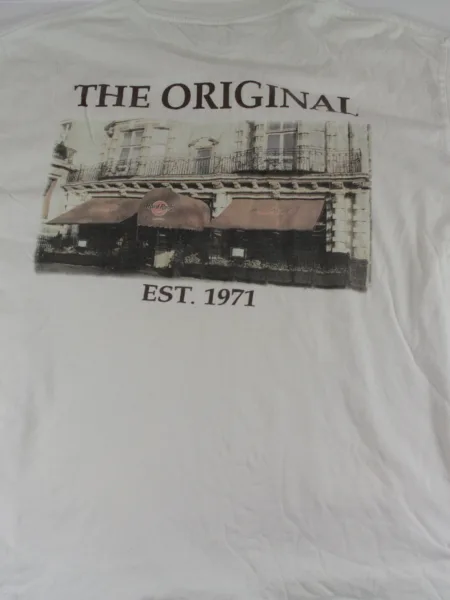 THE ORIGINAL
EST. 1971